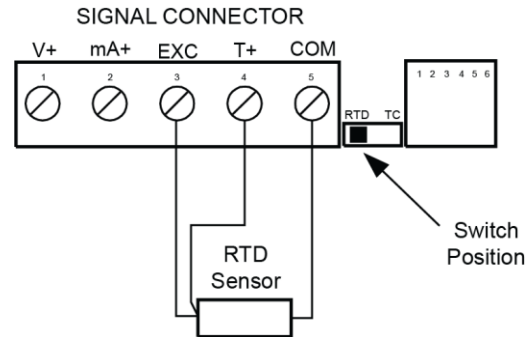 SIGNAL CONNECTOR
V+ mA+ EXC T+ COM
1 2 3 4 5
1 2 3 4 5 6
RTD TC
Switch
Position
RTD
Sensor